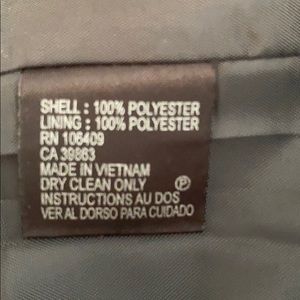 SHELL : 100% POLYESTER
LINING : 100% POLYESTER
RN 106409
CA 39863
MADE IN VIETNAM
DRY CLEAN ONLY Ⓟ
INSTRUCTIONS AU DOS
VER AL DORSO PARA CUIDADO